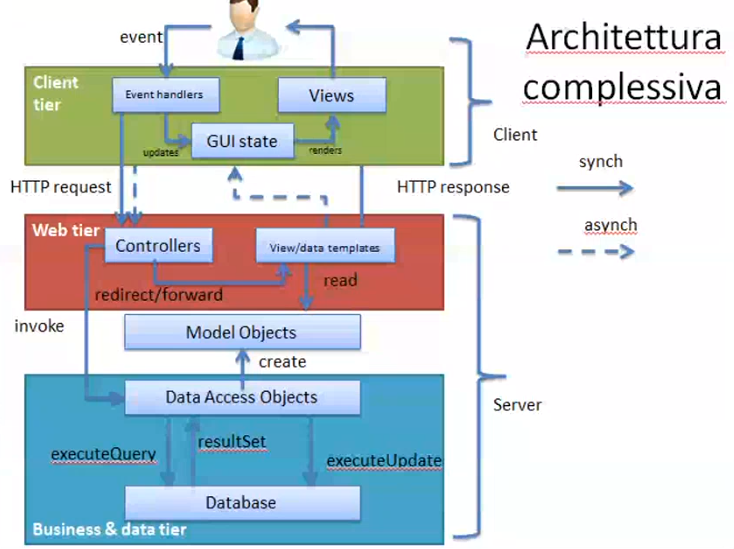 Architettura
complessiva
event
Client
tier
Event handlers
Views
GUI state
updates
renders
Client
HTTP request
HTTP response
synch
asynch
Web tier
Controllers
View/data templates
redirect/forward
read
invoke
Model Objects
create
Data Access Objects
Server
executeQuery
resultSet
executeUpdate
Database
Business & data tier